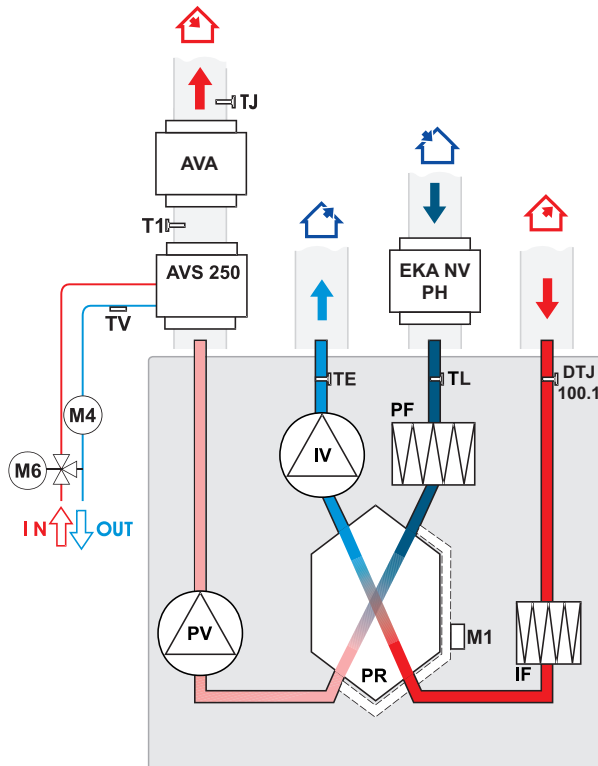 TJ
AVA
T1
AVS 250
EKA NV
PH
TV
TE
TL
DTJ
100.1
PF
M4
IV
M6
IN
OUT
PV
M1
PR
IF